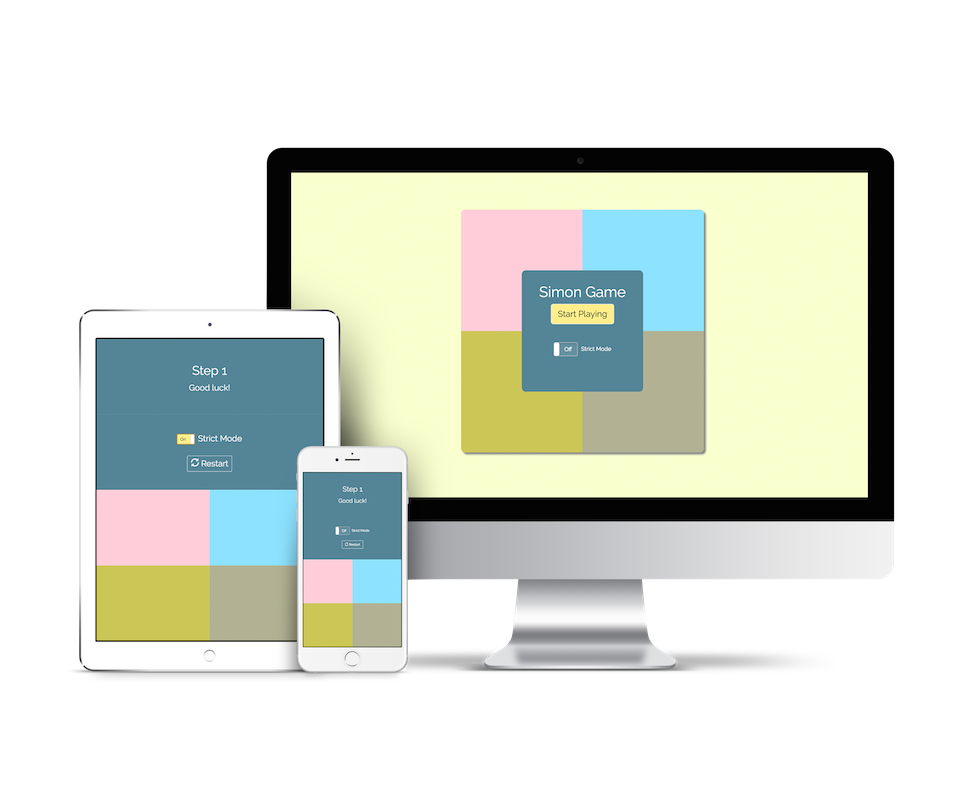 Simon Game
Start Playing
Off Strict Mode
Step 1
Good luck!
On Strict Mode
Restart
Step 1
Good luck!
Off Strict Mode
Restart